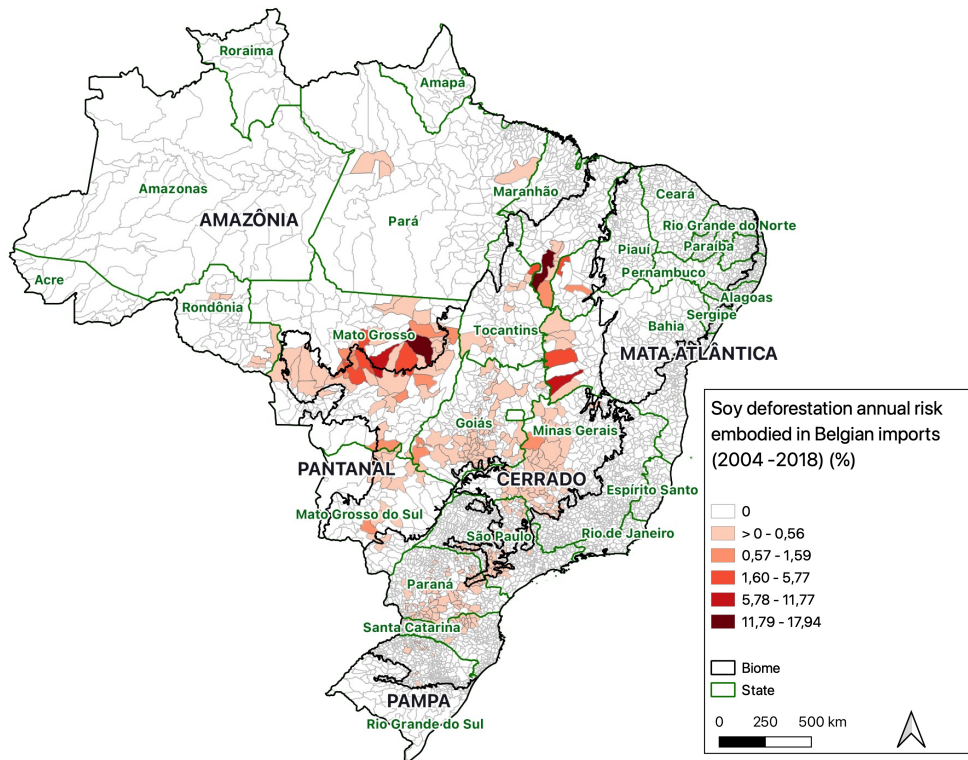 Roraima
Amapá
Amazonas
AMAZÔNIA
Pará
Maranhão
Ceará
Rio Grande do Norte
Paraíba
Piauí
Pernambuco
Alagoas
Sergipe
Bahia
Acre
Rondônia
Mato Grosso
Tocantins
MATA ATLÂNTICA
Goiás
Minas Gerais
PANTANAL
CERRADO
Espírito Santo
Mato Grosso do Sul
São Paulo
Rio de Janeiro
Paraná
Santa Catarina
PAMPA
Rio Grande do Sul
Soy deforestation annual risk
embodied in Belgian imports
(2004 -2018) (%)
0
> 0 - 0,56
0,57 - 1,59
1,60 - 5,77
5,78 - 11,77
11,79 - 17,94
Biome
State
0 250 500 km